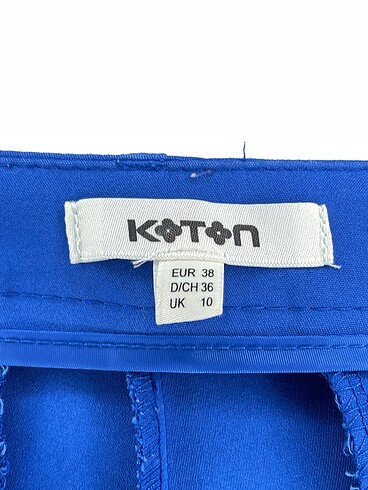 KOTON
EUR 38
D/CH 36
UK 10